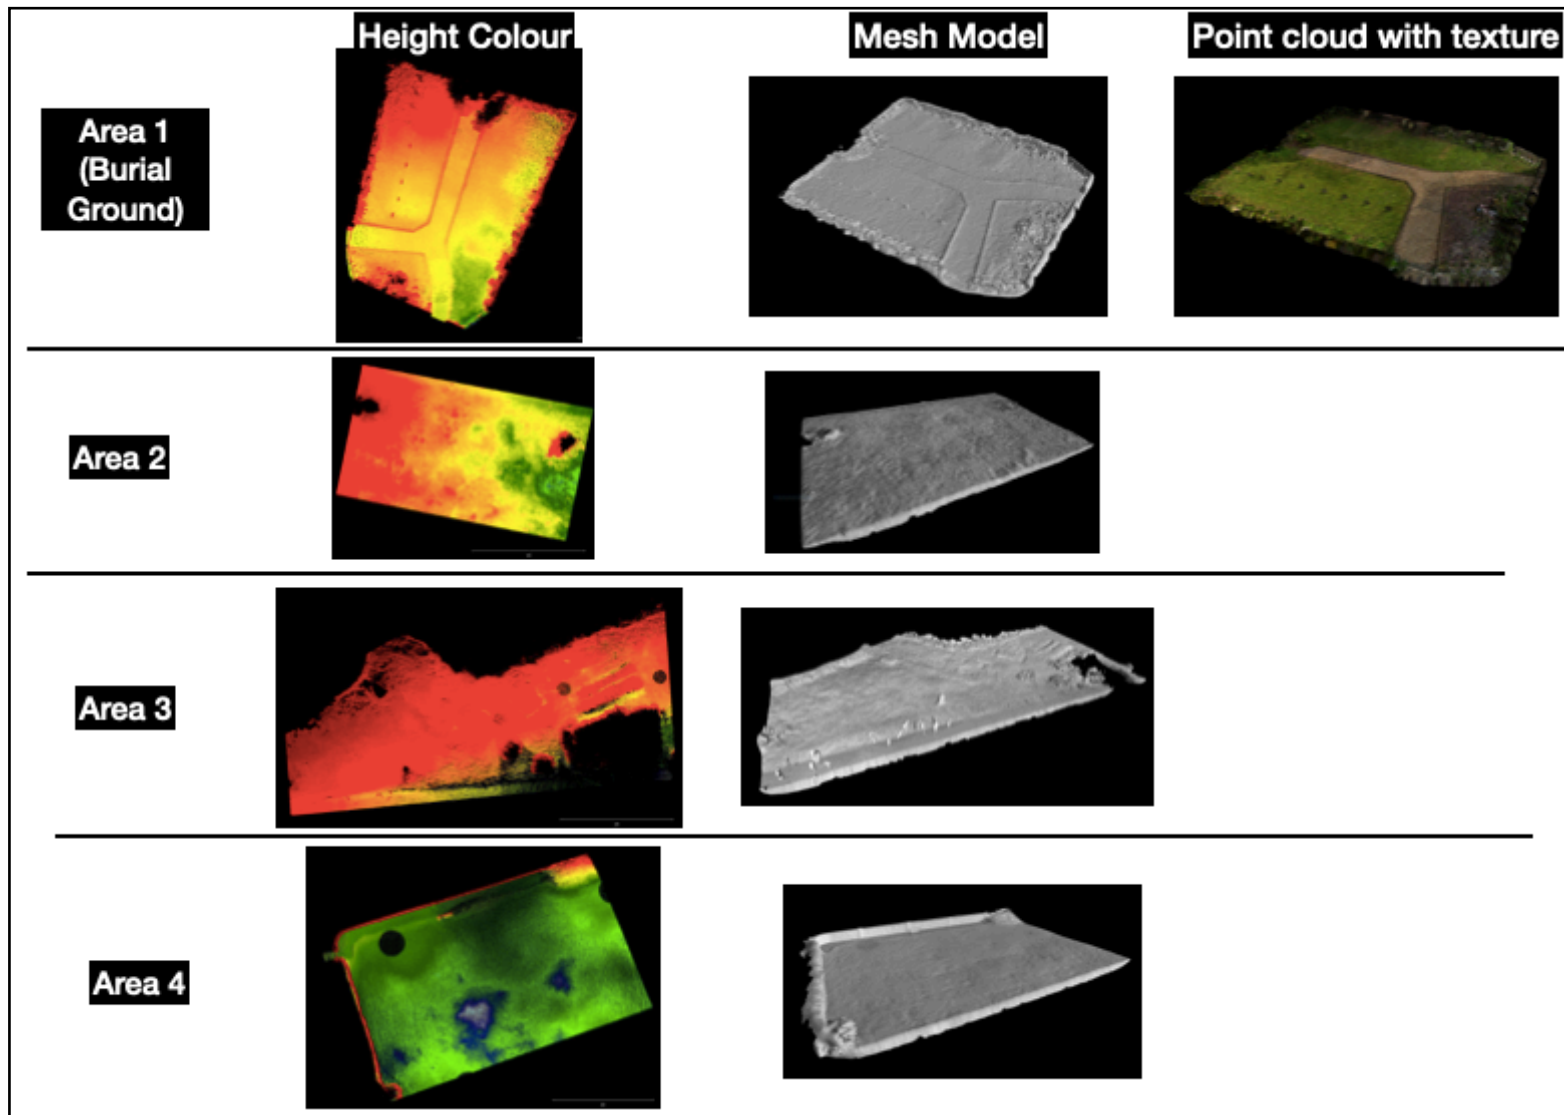 Height Colour
Mesh Model
Point cloud with texture
Area 1
(Burial
Ground)
Area 2
Area 3
Area 4